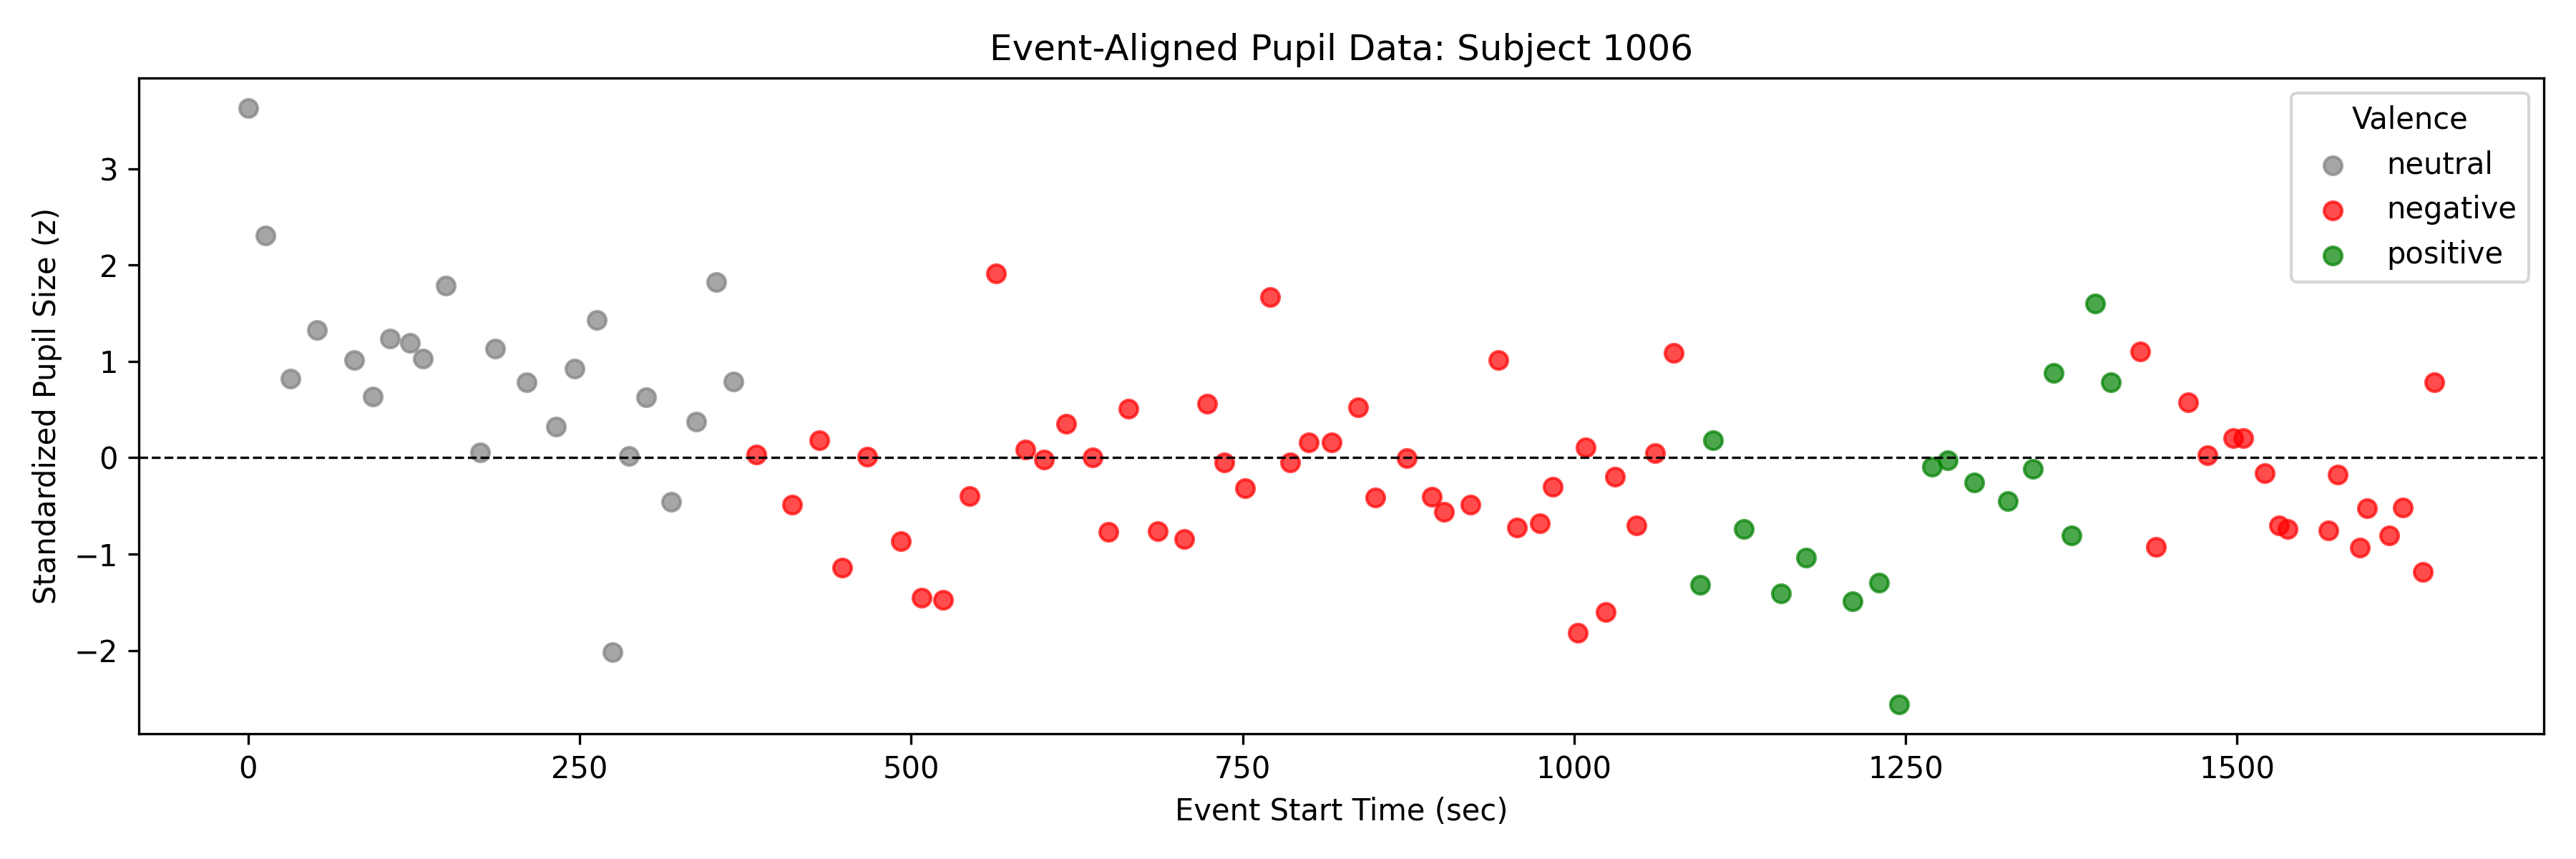 Event-Aligned Pupil Data: Subject 1006
Standardized Pupil Size (z)
3
2
1
0
−1
−2
Valence
neutral
negative
positive
0 250 500 750 1000 1250 1500
Event Start Time (sec)